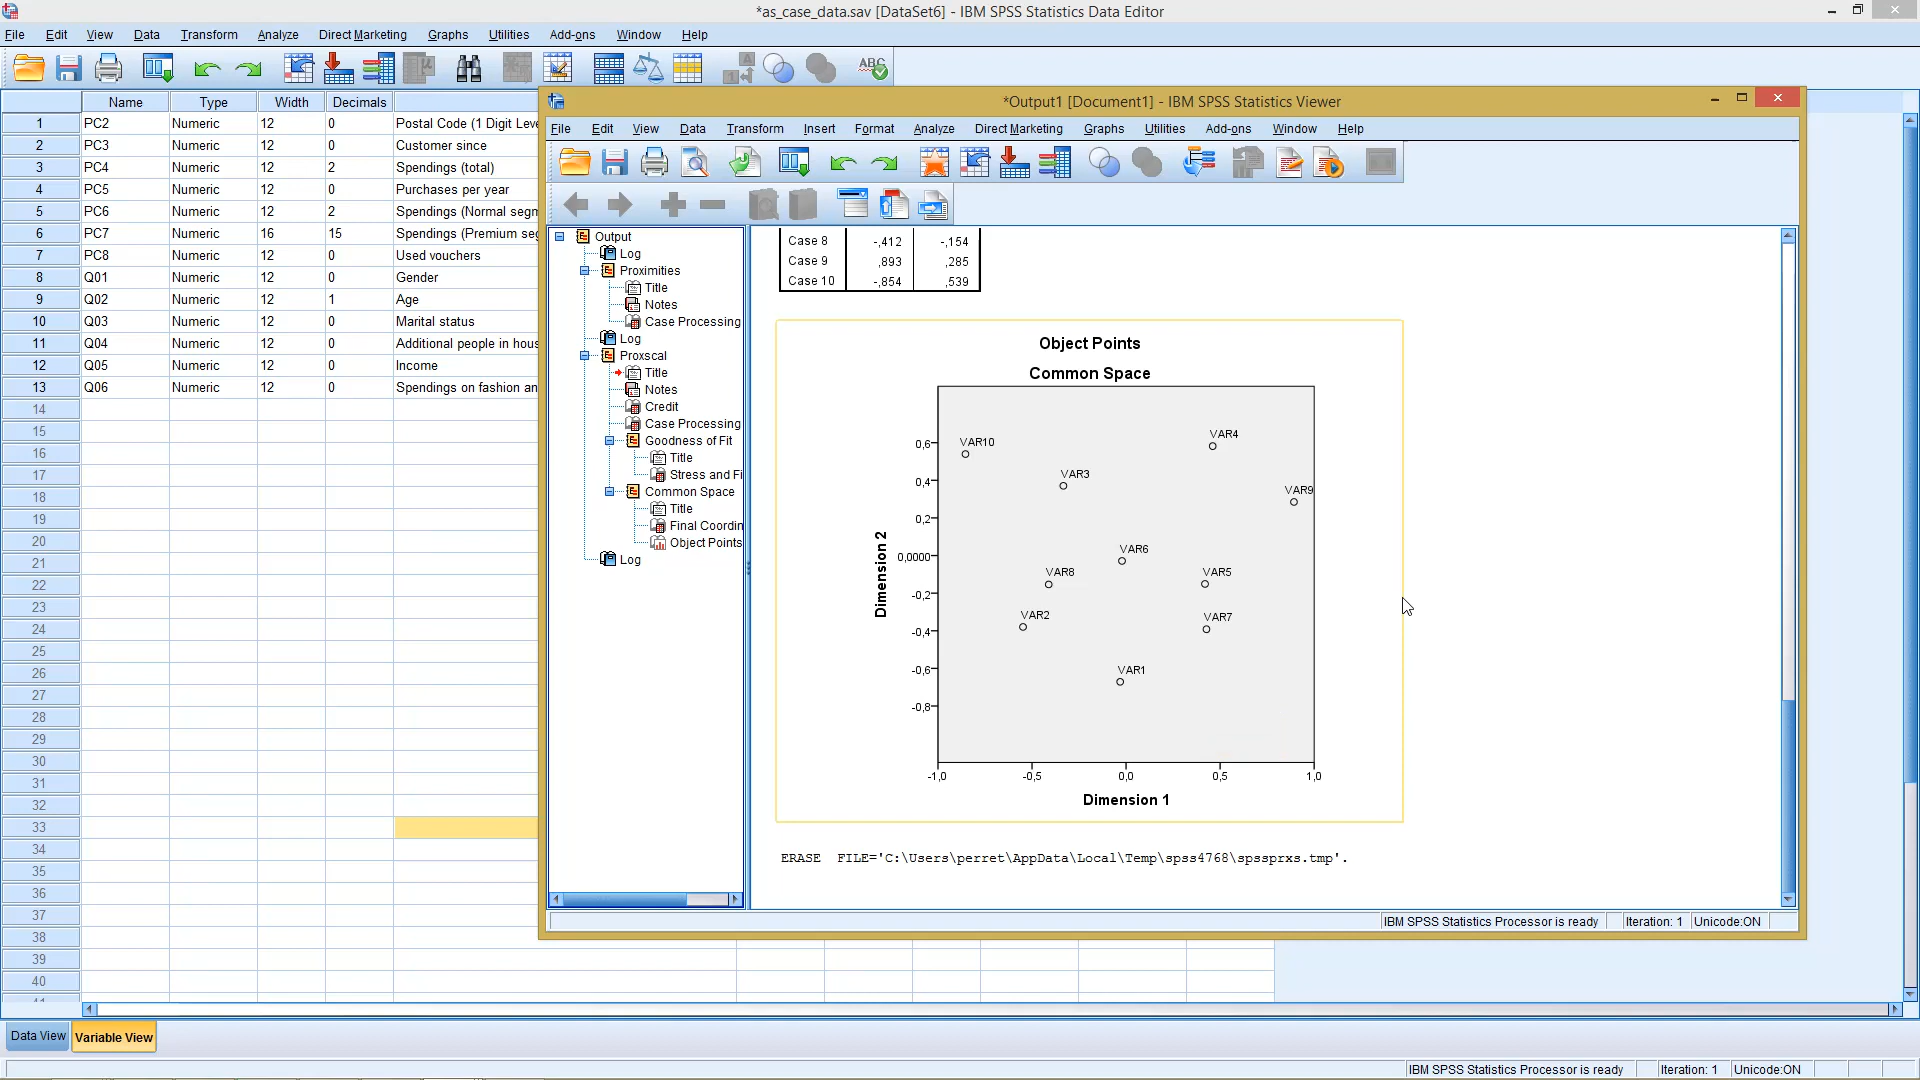 *as_case_data.sav [DataSet6] - IBM SPSS Statistics Data Editor
File Edit View Data Transform Analyze Direct Marketing Graphs Utilities Add-ons Window Help
Name Type Width Decimals
1 PC2 Numeric 12 0 Postal Code (1 Digit Leve
2 PC3 Numeric 12 0 Customer since
3 PC4 Numeric 12 2 Spendings (total)
4 PC5 Numeric 12 0 Purchases per year
5 PC6 Numeric 12 2 Spendings (Normal segm
6 PC7 Numeric 16 15 Spendings (Premium seg
7 PC8 Numeric 12 0 Used vouchers
8 Q01 Numeric 12 0 Gender
9 Q02 Numeric 12 1 Age
10 Q03 Numeric 12 0 Marital status
11 Q04 Numeric 12 0 Additional people in hous
12 Q05 Numeric 12 0 Income
13 Q06 Numeric 12 0 Spendings on fashion an
14
15
16
17
18
19
20
21
22
23
24
25
26
27
28
29
30
31
32
33
34
35
36
37
38
39
40
*Output1 [Document1] - IBM SPSS Statistics Viewer
File Edit View Data Transform Insert Format Analyze Direct Marketing Graphs Utilities Add-ons Window Help
Output
Log
Proximities
Title
Notes
Case Processing
Log
Proxscal
Title
Notes
Credit
Case Processing
Goodness of Fit
Title
Stress and Fi
Common Space
Title
Final Coordin
Object Points
Log
Case 8 -,412 -,154
Case 9 ,893 ,285
Case 10 -,854 ,539
Object Points
Common Space
VAR4
VAR10
0,6
VAR3
0,4
VAR9
0,2
VAR6
0,0000
VAR8
VAR5
-0,2
VAR2
VAR7
-0,4
VAR1
-0,6
-0,8
Dimension 2
-1,0 -0,5 0,0 0,5 1,0
Dimension 1
ERASE FILE='C:\Users\perret\AppData\Local\Temp\spss4768\spssprxs.tmp'.
IBM SPSS Statistics Processor is ready Iteration: 1 Unicode:ON
Data View Variable View
IBM SPSS Statistics Processor is ready Iteration: 1 Unicode:ON